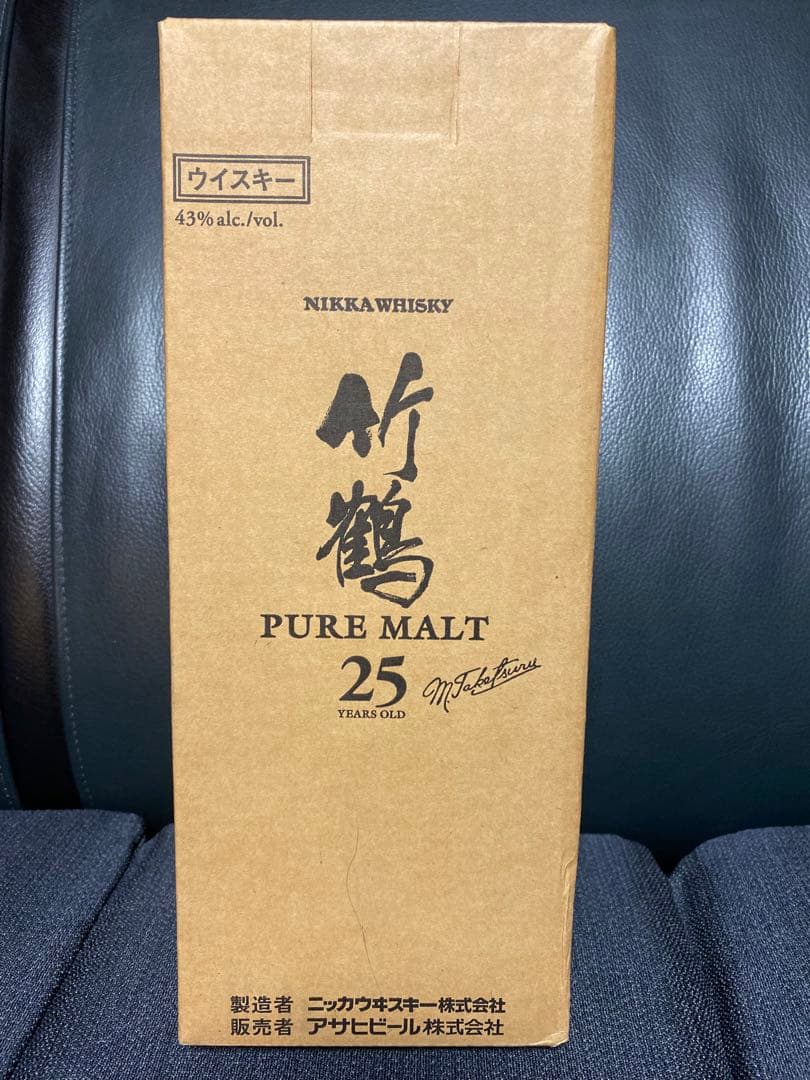 ウイスキー
43% alc./vol.
NIKKA WHISKY
竹
鶴
PURE MALT
25
YEARS OLD
M. Taketsuru
製造者 ニッカウヰスキー株式会社
販売者 アサヒビール株式会社